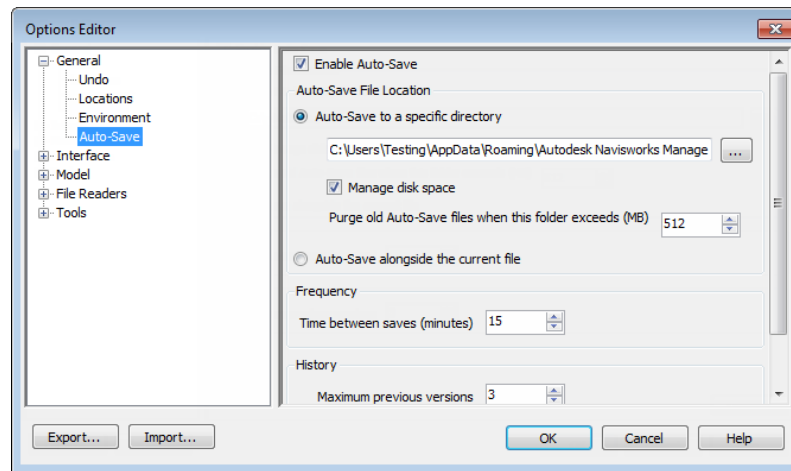 Options Editor
General
Undo
Locations
Environment
Auto-Save
Interface
Model
File Readers
Tools
Enable Auto-Save
Auto-Save File Location
Auto-Save to a specific directory
C:\Users\Testing\AppData\Roaming\Autodesk Navisworks Manage
...
Manage disk space
Purge old Auto-Save files when this folder exceeds (MB) 512
Auto-Save alongside the current file
Frequency
Time between saves (minutes) 15
History
Maximum previous versions 3
Export... Import... OK Cancel Help